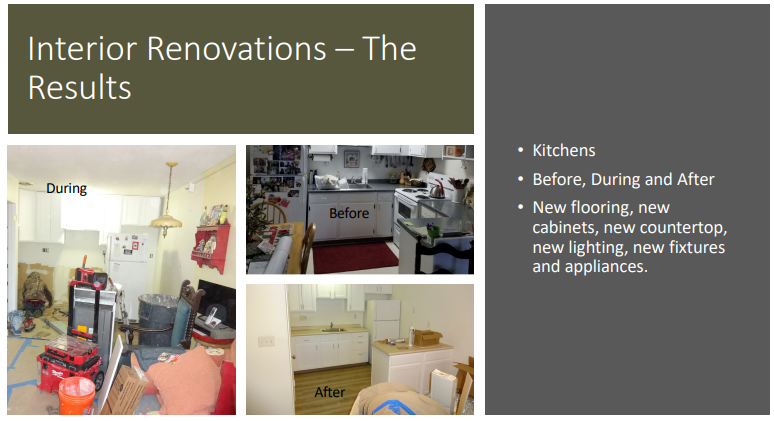 Interior Renovations – The
Results
During
Before
After
• Kitchens
• Before, During and After
• New flooring, new
cabinets, new countertop,
new lighting, new fixtures
and appliances.